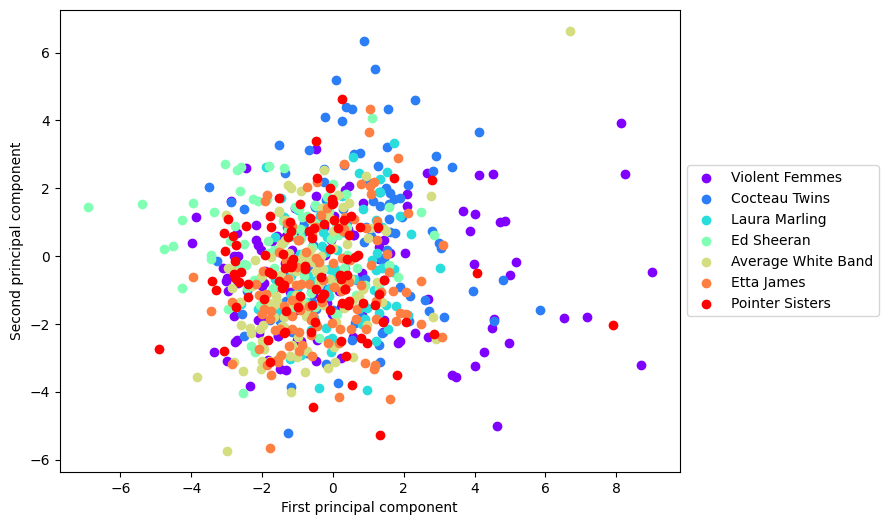 6
4
2
0
−2
−4
−6
Second principal component
−6 −4 −2 0 2 4 6 8
First principal component
Violent Femmes
Cocteau Twins
Laura Marling
Ed Sheeran
Average White Band
Etta James
Pointer Sisters